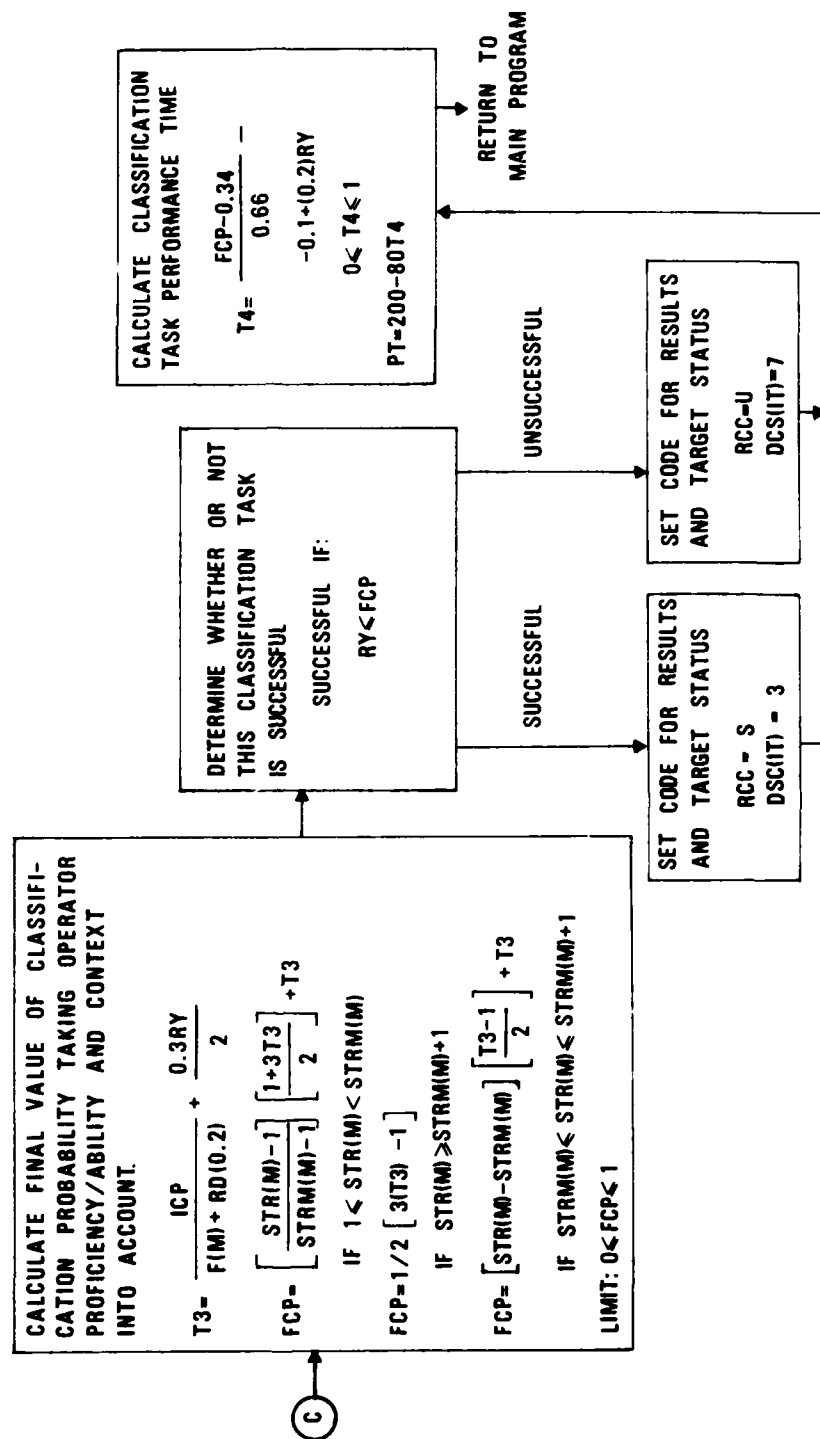 C
CALCULATE FINAL VALUE OF CLASSIFI-
CATION PROBABILITY TAKING OPERATOR
PROFICIENCY/ABILITY AND CONTEXT
INTO ACCOUNT.
T3= ICP / F(M)+RD(0.2) + 0.3RY / 2
FCP= [STR(M)-1 / STRM(M)-1] [1+3T3 / 2] +T3
IF 1⩽STR(M)<STRM(M)
FCP=1/2 [3(T3) -1]
IF STR(M)⩾STRM(M)+1
FCP=[STR(M)-STRM(M)] [T3-1 / 2] +T3
IF STRM(M)⩽STR(M)⩽STRM(M)+1
LIMIT: 0⩽FCP⩽1
DETERMINE WHETHER OR NOT
THIS CLASSIFICATION TASK
IS SUCCESSFUL
SUCCESSFUL IF:
RY⩽FCP
SUCCESSFUL
UNSUCCESSFUL
SET CODE FOR RESULTS
AND TARGET STATUS
RCC = S
DSC(IT) = 3
SET CODE FOR RESULTS
AND TARGET STATUS
RCC=U
DCS(IT)=7
CALCULATE CLASSIFICATION
TASK PERFORMANCE TIME
T4= FCP-0.34 / 0.66 -
-0.1+(0.2)RY
0⩽T4⩽1
PT=200-80T4
RETURN TO
MAIN PROGRAM